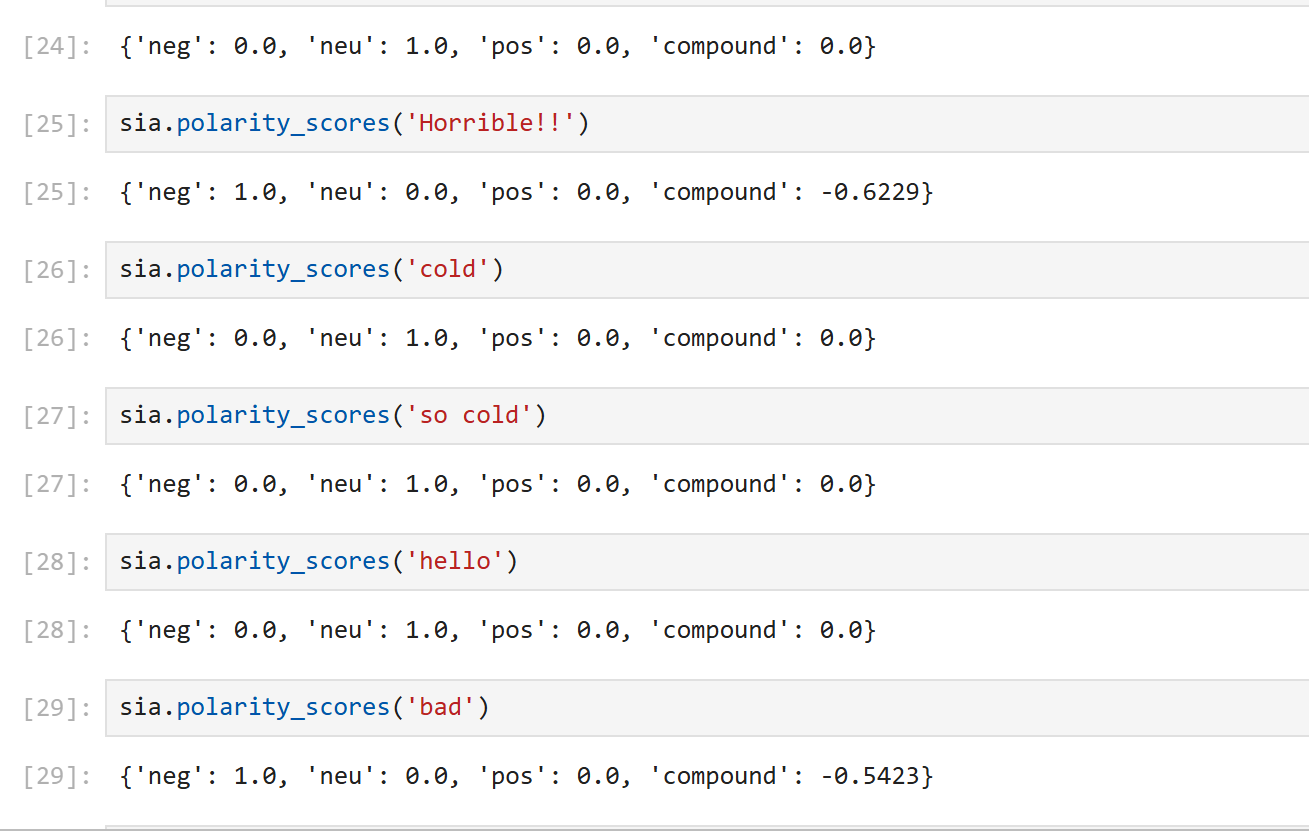 [24]: {'neg': 0.0, 'neu': 1.0, 'pos': 0.0, 'compound': 0.0}
[25]: sia.polarity_scores('Horrible!!')
[25]: {'neg': 1.0, 'neu': 0.0, 'pos': 0.0, 'compound': -0.6229}
[26]: sia.polarity_scores('cold')
[26]: {'neg': 0.0, 'neu': 1.0, 'pos': 0.0, 'compound': 0.0}
[27]: sia.polarity_scores('so cold')
[27]: {'neg': 0.0, 'neu': 1.0, 'pos': 0.0, 'compound': 0.0}
[28]: sia.polarity_scores('hello')
[28]: {'neg': 0.0, 'neu': 1.0, 'pos': 0.0, 'compound': 0.0}
[29]: sia.polarity_scores('bad')
[29]: {'neg': 1.0, 'neu': 0.0, 'pos': 0.0, 'compound': -0.5423}